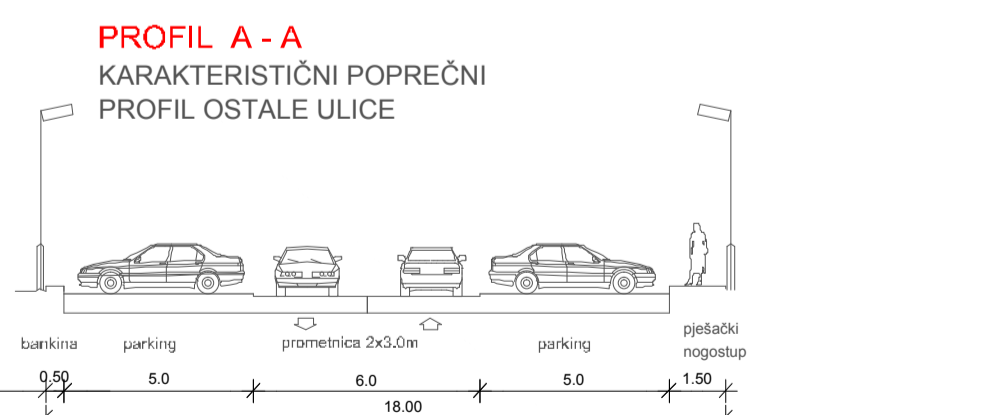 PROFIL A - A
KARAKTERISTIČNI POPREČNI
PROFIL OSTALE ULICE
bankina parking prometnica 2x3.0m parking pješački
nogostup
0.50 5.0 6.0 5.0 1.50
18.00